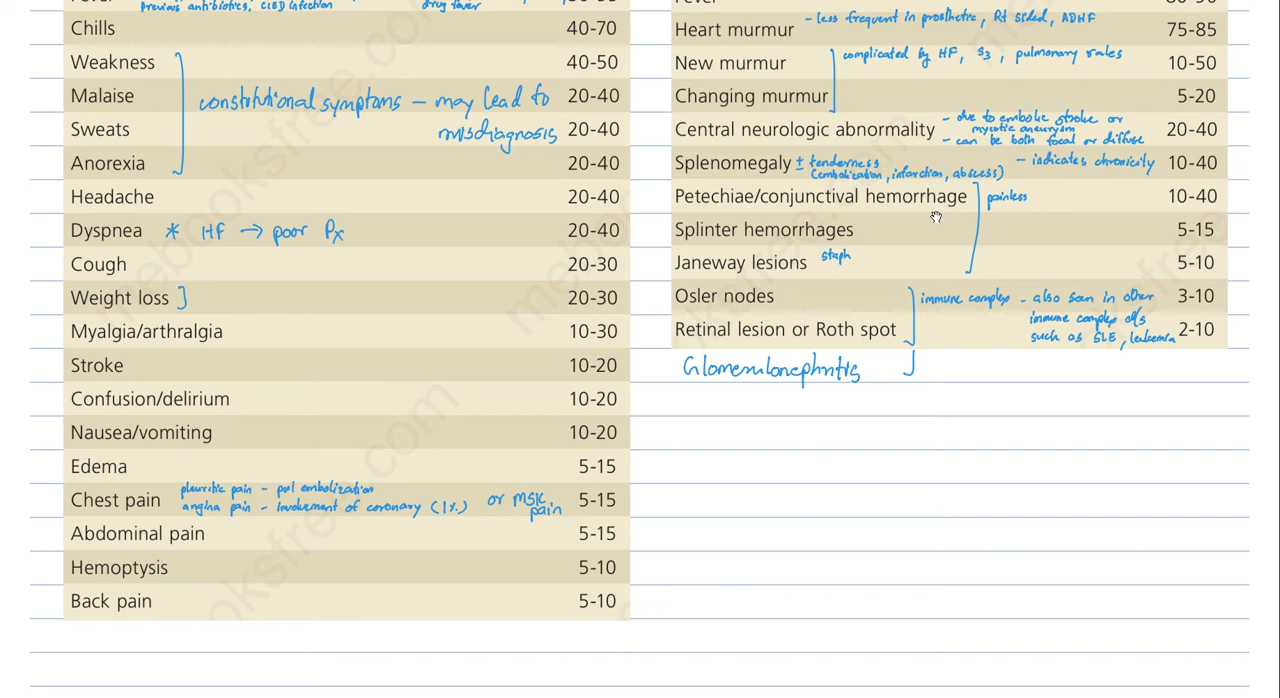 Previous antibiotics, CIED infection
drug fever
Chills 40-70
Weakness 40-50
Malaise 20-40
constitutional symptoms - may lead to
misdiagnosis
Sweats 20-40
Anorexia 20-40
Headache 20-40
Dyspnea * HF → poor Px 20-40
Cough 20-30
Weight loss 20-30
Myalgia/arthralgia 10-30
Stroke 10-20
Confusion/delirium 10-20
Nausea/vomiting 10-20
Edema 5-15
pleuritic pain - pul embolization
Chest pain 5-15
angina pain - involvement of coronary (1%) or MSK
pain
Abdominal pain 5-15
Hemoptysis 5-10
Back pain 5-10
Heart murmur - less frequent in prosthetic, Rt sided, ADHF 75-85
New murmur complicated by HF, S3, pulmonary rales 10-50
Changing murmur 5-20
Central neurologic abnormality - due to embolic stroke or 20-40
mycotic aneurysm
- can be both focal or diffuse
Splenomegaly ± tenderness - indicates chronicity 10-40
(embolization, infarction, abscess)
Petechiae/conjunctival hemorrhage painless 10-40
Splinter hemorrhages 5-15
Janeway lesions staph 5-10
Osler nodes immune complex - also seen in other 3-10
immune complex d/s
Retinal lesion or Roth spot 2-10
such as SLE, leukemia
Glomerulonephritis
mebooksfree.com